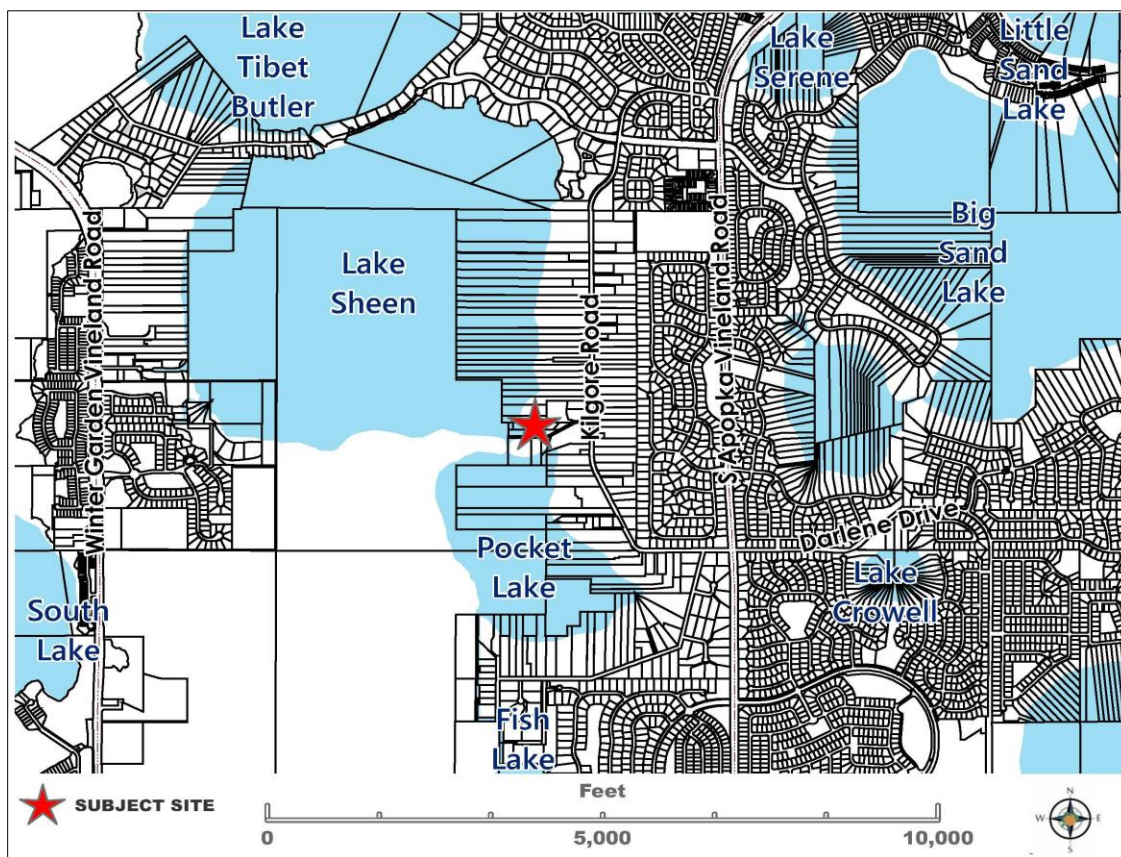 Lake
Tibet
Butler
Lake
Serene
Little
Sand
Lake
Big
Sand
Lake
Lake
Sheen
Winter Garden Vineland Road
Kilgore Road
S Apopka Vineland Road
Darlene Drive
Pocket
Lake
Lake
Crowell
South
Lake
Fish
Lake
SUBJECT SITE
Feet
0
5,000
10,000
N
W
E
S